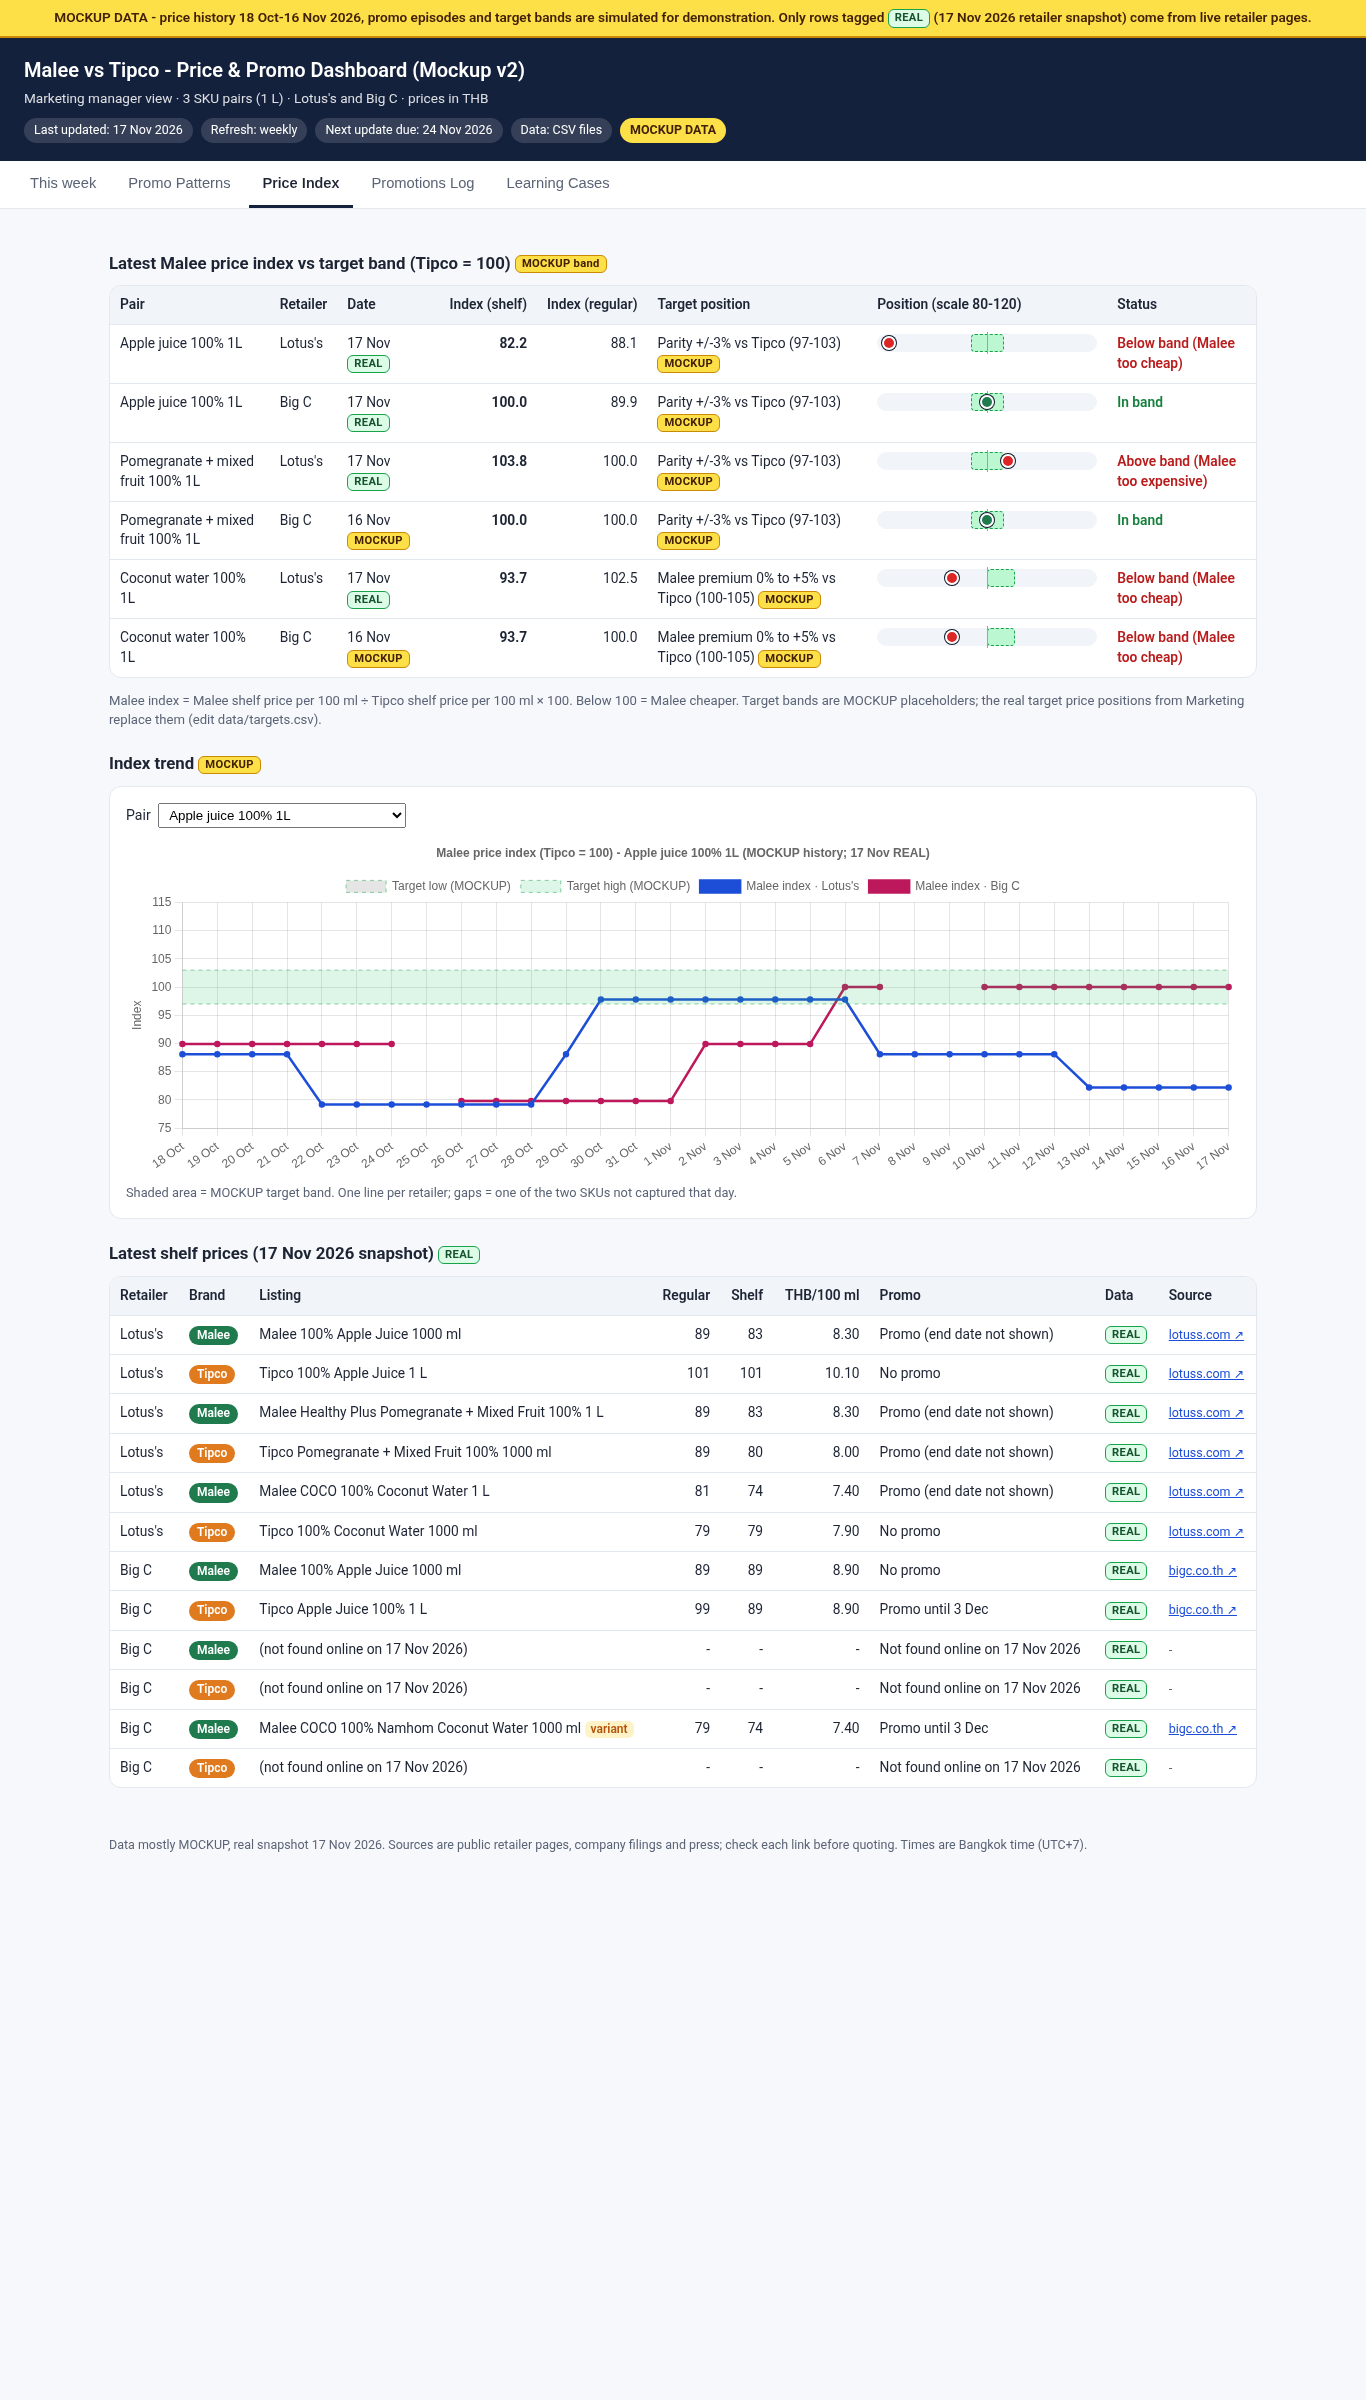 MOCKUP DATA - price history 18 Oct-16 Nov 2026, promo episodes and target bands are simulated for demonstration. Only rows tagged REAL (17 Nov 2026 retailer snapshot) come from live retailer pages.
Malee vs Tipco - Price & Promo Dashboard (Mockup v2)
Marketing manager view · 3 SKU pairs (1 L) · Lotus's and Big C · prices in THB
Last updated: 17 Nov 2026 Refresh: weekly Next update due: 24 Nov 2026 Data: CSV files MOCKUP DATA
This week Promo Patterns Price Index Promotions Log Learning Cases
Latest Malee price index vs target band (Tipco = 100) MOCKUP band
Pair Retailer Date Index (shelf) Index (regular) Target position Position (scale 80-120) Status
Apple juice 100% 1L Lotus's 17 Nov 82.2 88.1 Parity +/-3% vs Tipco (97-103) Below band (Malee
REAL MOCKUP too cheap)
Apple juice 100% 1L Big C 17 Nov 100.0 89.9 Parity +/-3% vs Tipco (97-103) In band
REAL MOCKUP
Pomegranate + mixed Lotus's 17 Nov 103.8 100.0 Parity +/-3% vs Tipco (97-103) Above band (Malee
fruit 100% 1L REAL MOCKUP too expensive)
Pomegranate + mixed Big C 16 Nov 100.0 100.0 Parity +/-3% vs Tipco (97-103) In band
fruit 100% 1L MOCKUP MOCKUP
Coconut water 100% Lotus's 17 Nov 93.7 102.5 Malee premium 0% to +5% vs Below band (Malee
1L REAL Tipco (100-105) MOCKUP too cheap)
Coconut water 100% Big C 16 Nov 93.7 100.0 Malee premium 0% to +5% vs Below band (Malee
1L MOCKUP Tipco (100-105) MOCKUP too cheap)
Malee index = Malee shelf price per 100 ml ÷ Tipco shelf price per 100 ml × 100. Below 100 = Malee cheaper. Target bands are MOCKUP placeholders; the real target price positions from Marketing
replace them (edit data/targets.csv).
Index trend MOCKUP
Pair Apple juice 100% 1L
Malee price index (Tipco = 100) - Apple juice 100% 1L (MOCKUP history; 17 Nov REAL)
Target low (MOCKUP) Target high (MOCKUP) Malee index · Lotus's Malee index · Big C
115
110
105
100
95
90
85
80
75
Index
18 Oct 19 Oct 20 Oct 21 Oct 22 Oct 23 Oct 24 Oct 25 Oct 26 Oct 27 Oct 28 Oct 29 Oct 30 Oct 31 Oct 1 Nov 2 Nov 3 Nov 4 Nov 5 Nov 6 Nov 7 Nov 8 Nov 9 Nov 10 Nov 11 Nov 12 Nov 13 Nov 14 Nov 15 Nov 16 Nov 17 Nov
Shaded area = MOCKUP target band. One line per retailer; gaps = one of the two SKUs not captured that day.
Latest shelf prices (17 Nov 2026 snapshot) REAL
Retailer Brand Listing Regular Shelf THB/100 ml Promo Data Source
Lotus's Malee Malee 100% Apple Juice 1000 ml 89 83 8.30 Promo (end date not shown) REAL lotuss.com ↗
Lotus's Tipco Tipco 100% Apple Juice 1 L 101 101 10.10 No promo REAL lotuss.com ↗
Lotus's Malee Malee Healthy Plus Pomegranate + Mixed Fruit 100% 1 L 89 83 8.30 Promo (end date not shown) REAL lotuss.com ↗
Lotus's Tipco Tipco Pomegranate + Mixed Fruit 100% 1000 ml 89 80 8.00 Promo (end date not shown) REAL lotuss.com ↗
Lotus's Malee Malee COCO 100% Coconut Water 1 L 81 74 7.40 Promo (end date not shown) REAL lotuss.com ↗
Lotus's Tipco Tipco 100% Coconut Water 1000 ml 79 79 7.90 No promo REAL lotuss.com ↗
Big C Malee Malee 100% Apple Juice 1000 ml 89 89 8.90 No promo REAL bigc.co.th ↗
Big C Tipco Tipco Apple Juice 100% 1 L 99 89 8.90 Promo until 3 Dec REAL bigc.co.th ↗
Big C Malee (not found online on 17 Nov 2026) - - - Not found online on 17 Nov 2026 REAL -
Big C Tipco (not found online on 17 Nov 2026) - - - Not found online on 17 Nov 2026 REAL -
Big C Malee Malee COCO 100% Namhom Coconut Water 1000 ml variant 79 74 7.40 Promo until 3 Dec REAL bigc.co.th ↗
Big C Tipco (not found online on 17 Nov 2026) - - - Not found online on 17 Nov 2026 REAL -
Data mostly MOCKUP, real snapshot 17 Nov 2026. Sources are public retailer pages, company filings and press; check each link before quoting. Times are Bangkok time (UTC+7).